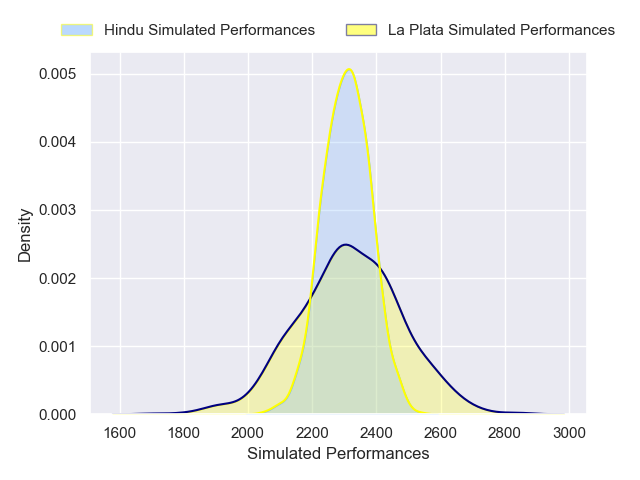 Hindu Simulated Performances La Plata Simulated Performances
0.005
0.004
0.003
0.002
0.001
0.000
Density
1600 1800 2000 2200 2400 2600 2800 3000
Simulated Performances